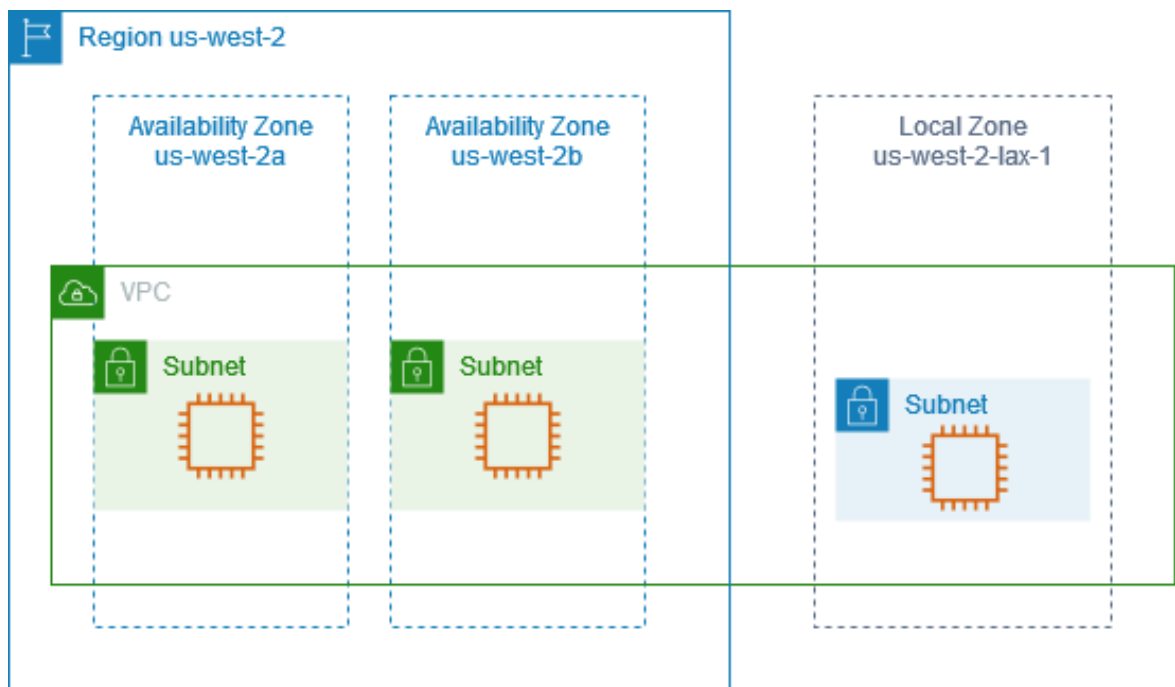 Region us-west-2
Availability Zone
us-west-2a
Availability Zone
us-west-2b
Local Zone
us-west-2-lax-1
VPC
Subnet
Subnet
Subnet